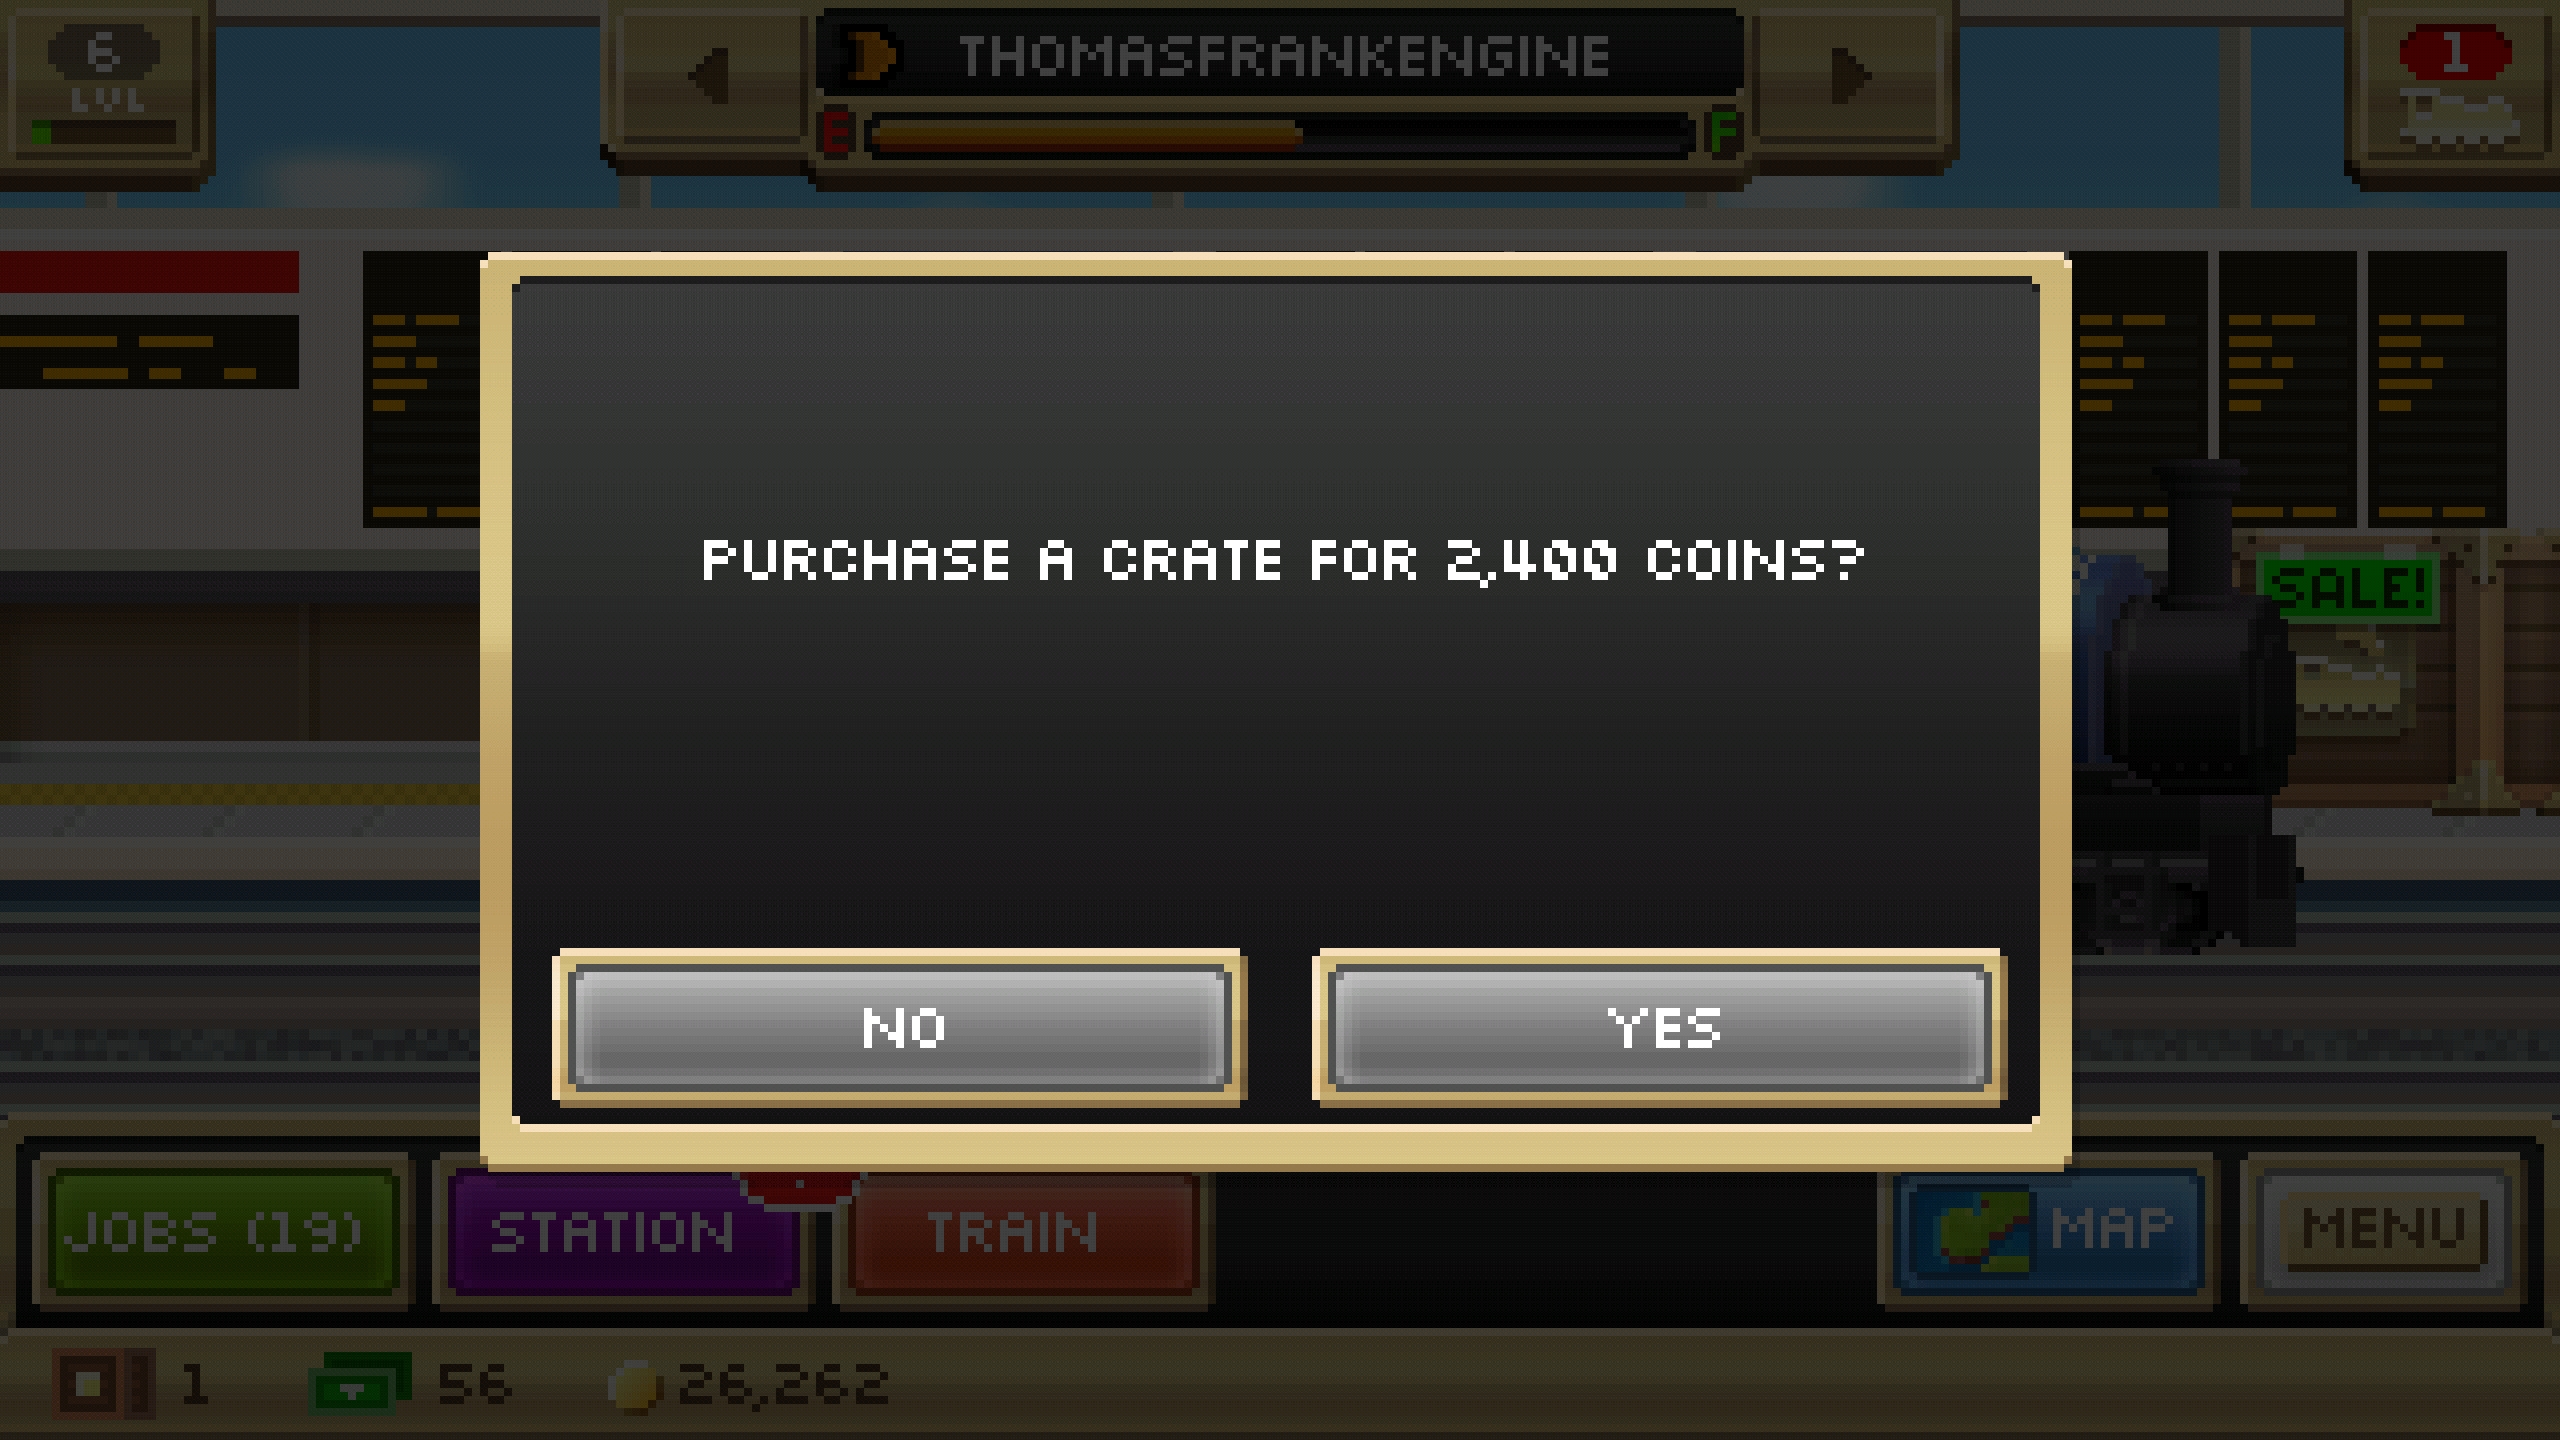 6
LVL
THOMASFRANKENGINE
E
F
1
SALE!
PURCHASE A CRATE FOR 2,400 COINS?
NO
YES
JOBS (19)
STATION
TRAIN
MAP
MENU
1
56
26,262